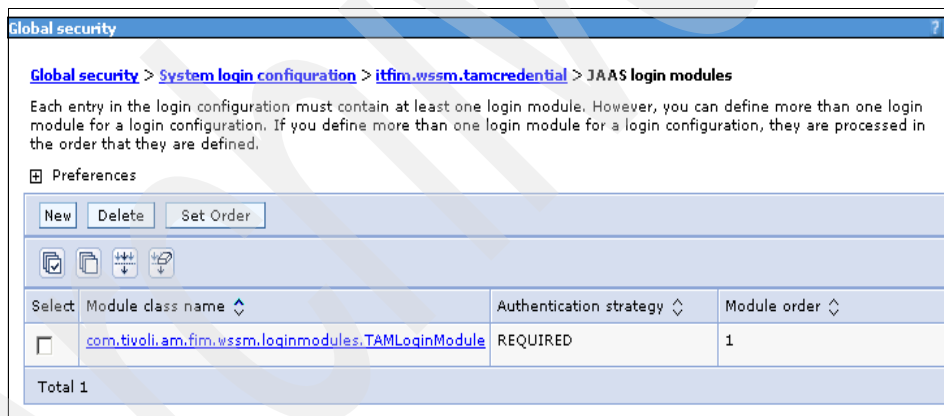 Global security ?
Global security > System login configuration > itfim.wssm.tamcredential > JAAS login modules
Each entry in the login configuration must contain at least one login module. However, you can define more than one login
module for a login configuration. If you define more than one login module for a login configuration, they are processed in
the order that they are defined.
Preferences
New Delete Set Order
Select Module class name Authentication strategy Module order
com.tivoli.am.fim.wssm.loginmodules.TAMLoginModule REQUIRED 1
Total 1